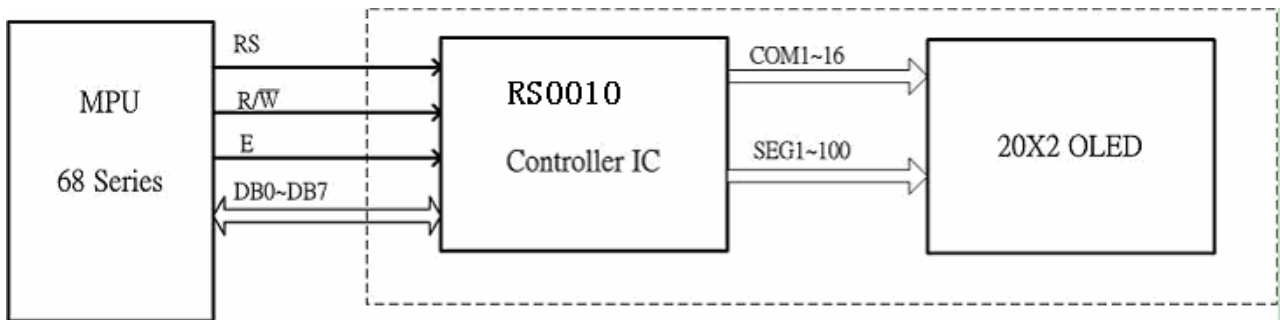 RS
MPU
R/W̅
68 Series
E
DB0~DB7
RS0010
Controller IC
COM1~16
SEG1~100
20X2 OLED